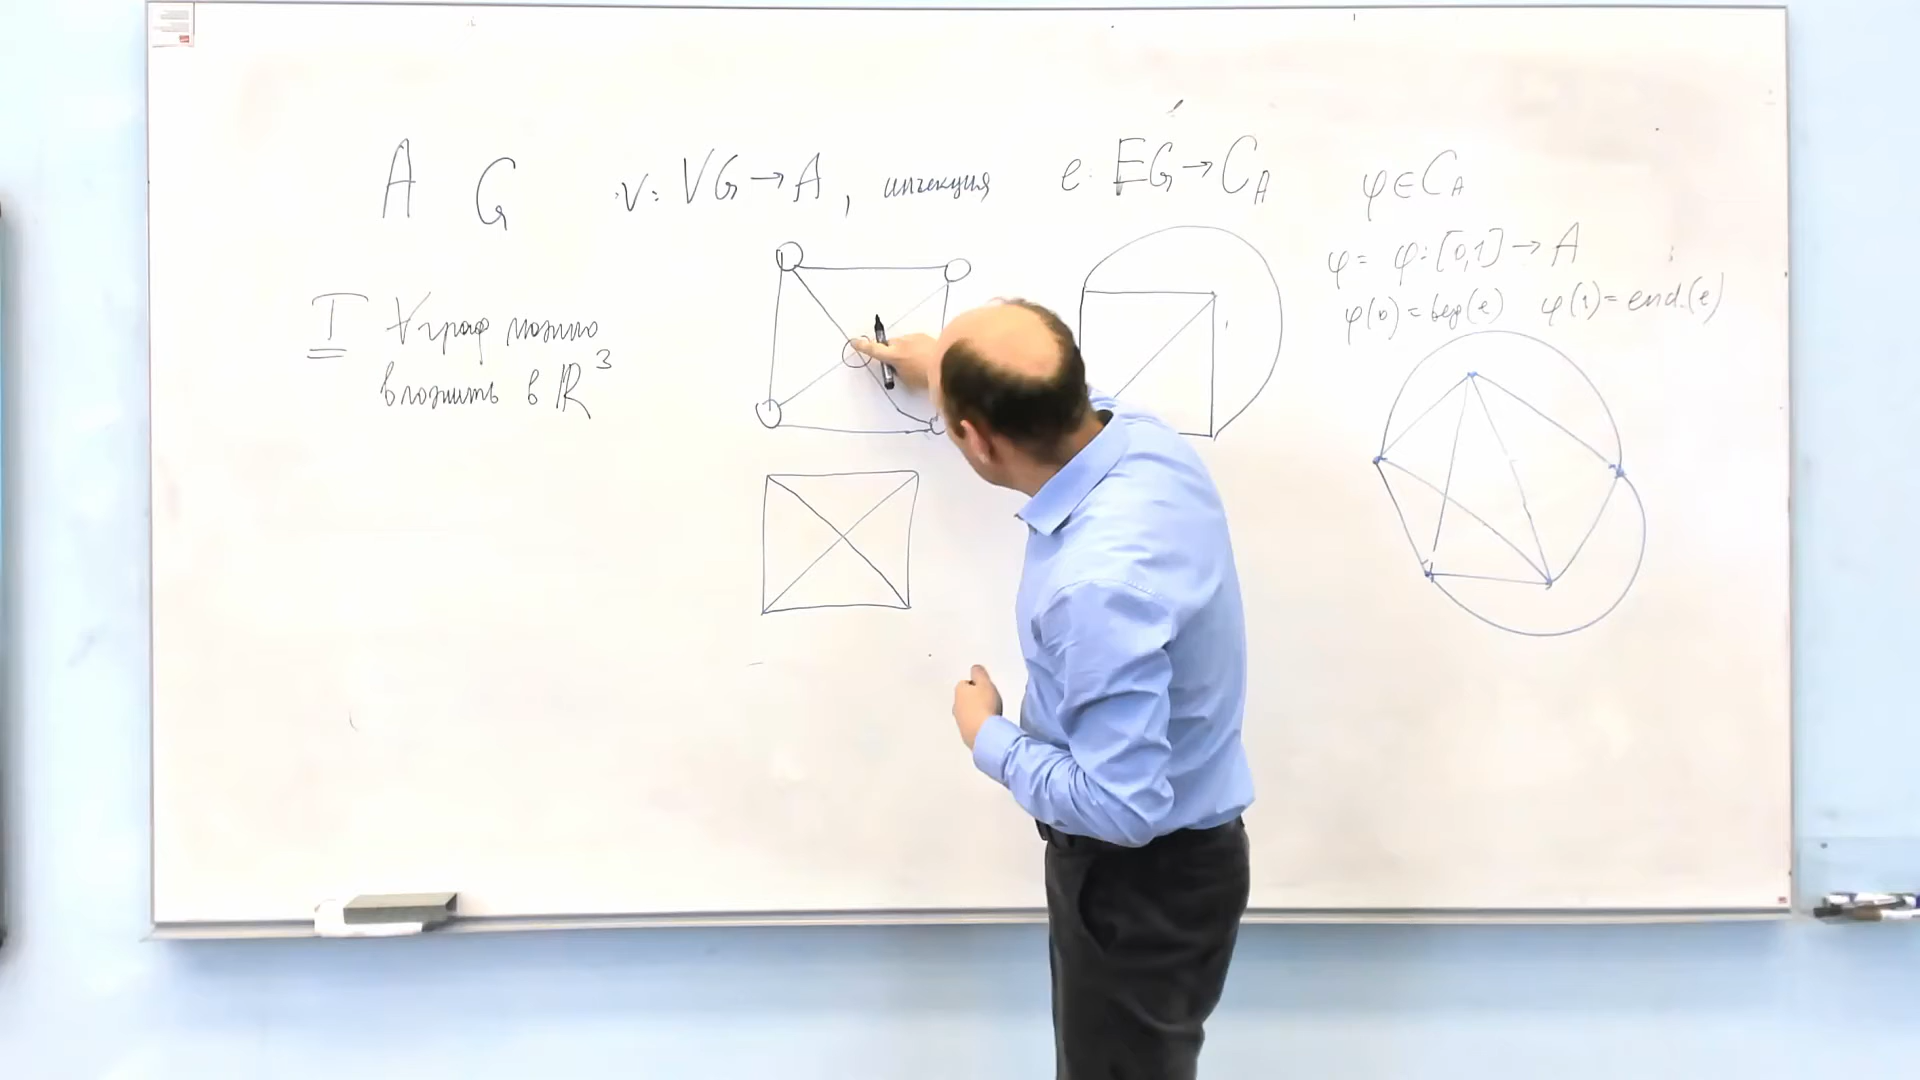 A G v: VG → A, инъекция e: EG → C_A φ ∈ C_A
φ = φ: [0,1] → A
φ(0) = beg(e) φ(1) = end.(e)
T ∀ граф можно
вложить в ℝ³